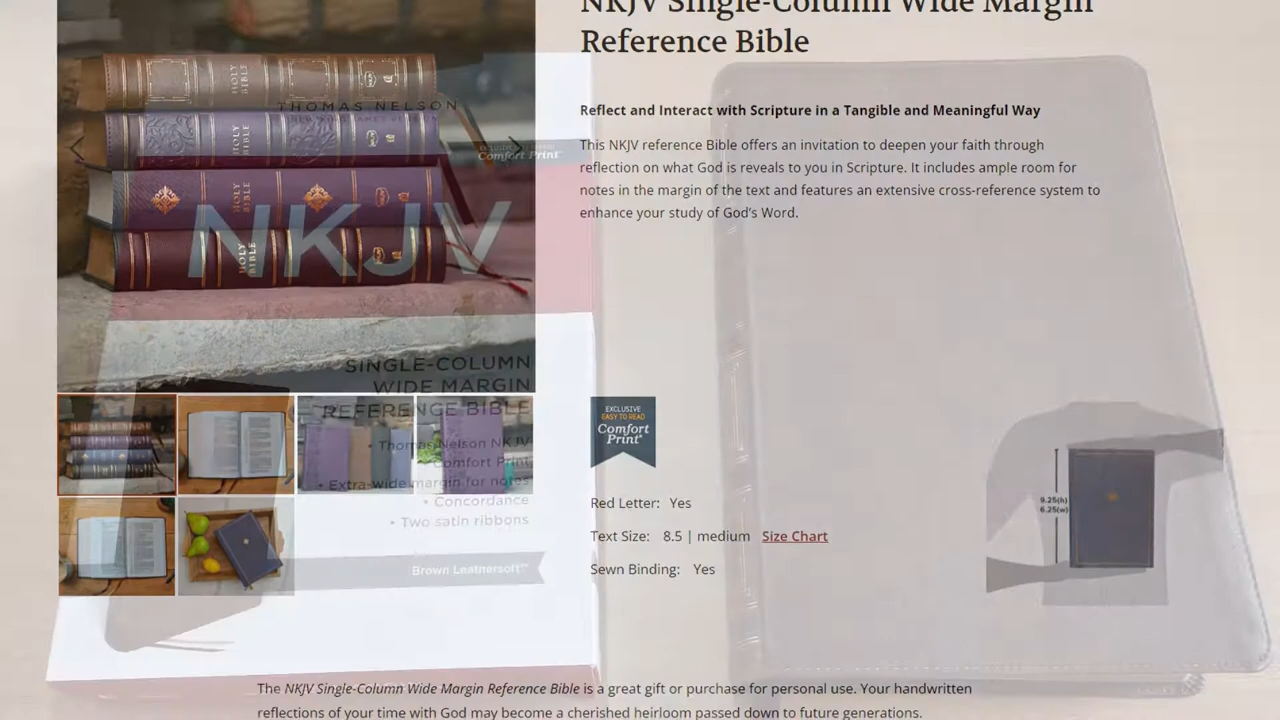 NKJV Single-Column Wide Margin
Reference Bible
Reflect and Interact with Scripture in a Tangible and Meaningful Way
This NKJV reference Bible offers an invitation to deepen your faith through
reflection on what God is reveals to you in Scripture. It includes ample room for
notes in the margin of the text and features an extensive cross-reference system to
enhance your study of God’s Word.
HOLY BIBLE
HOLY BIBLE
HOLY BIBLE
HOLY BIBLE
THOMAS NELSON
Comfort Print
NKJV
SINGLE-COLUMN
WIDE MARGIN
REFERENCE BIBLE
• Thomas Nelson NKJV
Comfort Print
• Extra-wide margin for notes
• Concordance
• Two satin ribbons
Brown Leathersoft™
EXCLUSIVE
EASY TO READ
Comfort
Print®
Red Letter: Yes
Text Size: 8.5 | medium Size Chart
Sewn Binding: Yes
9.25(h)
6.25(w)
The NKJV Single-Column Wide Margin Reference Bible is a great gift or purchase for personal use. Your handwritten
reflections of your time with God may become a cherished heirloom passed down to future generations.